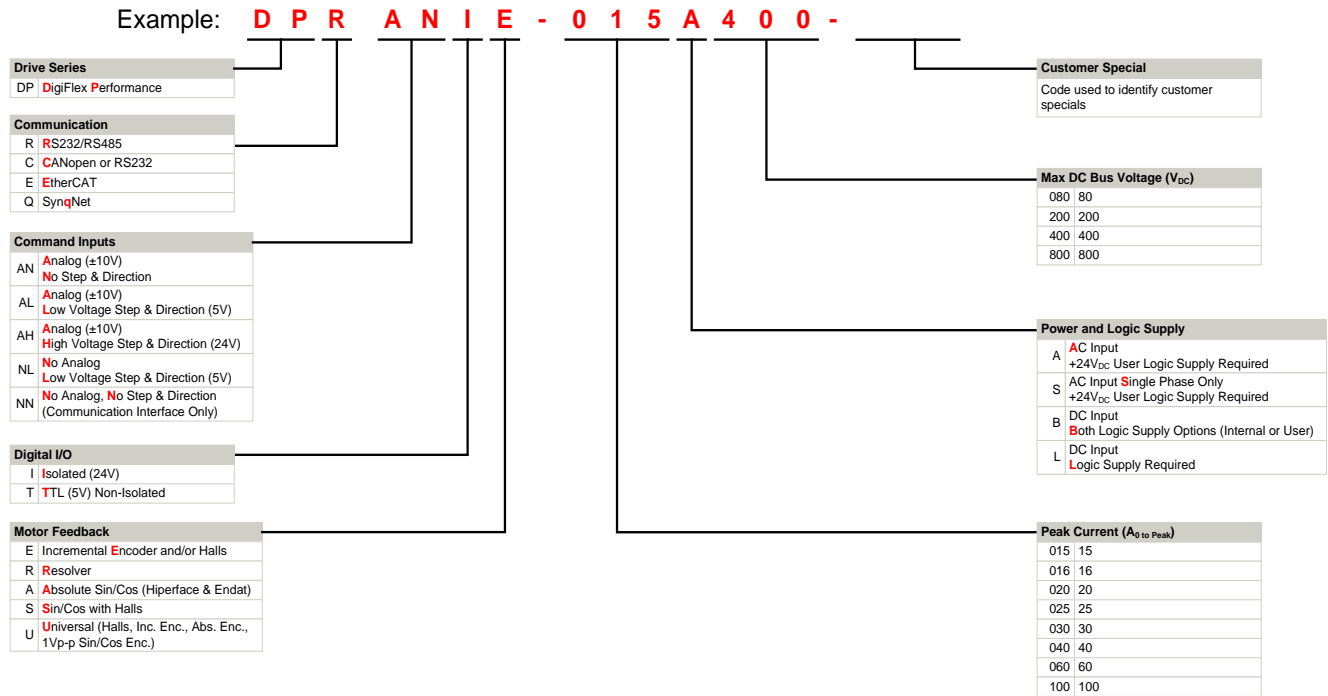 Example: D P R A N I E - 0 1 5 A 4 0 0 -
Drive Series
DP DigiFlex Performance
Communication
R RS232/RS485
C CANopen or RS232
E EtherCAT
Q SynqNet
Command Inputs
AN Analog (±10V)
No Step & Direction
AL Analog (±10V)
Low Voltage Step & Direction (5V)
AH Analog (±10V)
High Voltage Step & Direction (24V)
NL No Analog
Low Voltage Step & Direction (5V)
NN No Analog, No Step & Direction
(Communication Interface Only)
Digital I/O
I Isolated (24V)
T TTL (5V) Non-Isolated
Motor Feedback
E Incremental Encoder and/or Halls
R Resolver
A Absolute Sin/Cos (Hiperface & Endat)
S Sin/Cos with Halls
U Universal (Halls, Inc. Enc., Abs. Enc.,
1Vp-p Sin/Cos Enc.)
Customer Special
Code used to identify customer
specials
Max DC Bus Voltage (VDC)
080 80
200 200
400 400
800 800
Power and Logic Supply
A AC Input
+24VDC User Logic Supply Required
S AC Input Single Phase Only
+24VDC User Logic Supply Required
B DC Input
Both Logic Supply Options (Internal or User)
L DC Input
Logic Supply Required
Peak Current (A0 to Peak)
015 15
016 16
020 20
025 25
030 30
040 40
060 60
100 100